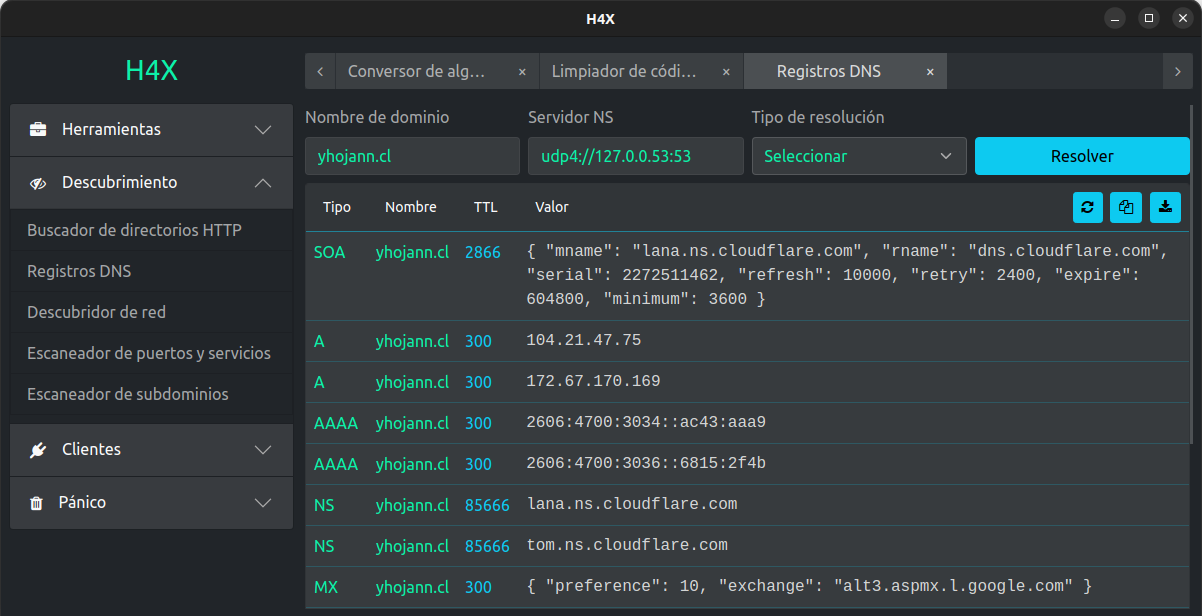 H4X
H4X
Herramientas
Descubrimiento
Buscador de directorios HTTP
Registros DNS
Descubridor de red
Escaneador de puertos y servicios
Escaneador de subdominios
Clientes
Pánico
Conversor de alg... × Limpiador de códi... × Registros DNS ×
Nombre de dominio Servidor NS Tipo de resolución
yhojann.cl udp4://127.0.0.53:53 Seleccionar Resolver
Tipo Nombre TTL Valor
SOA yhojann.cl 2866 { "mname": "lana.ns.cloudflare.com", "rname": "dns.cloudflare.com",
"serial": 2272511462, "refresh": 10000, "retry": 2400, "expire":
604800, "minimum": 3600 }
A yhojann.cl 300 104.21.47.75
A yhojann.cl 300 172.67.170.169
AAAA yhojann.cl 300 2606:4700:3034::ac43:aaa9
AAAA yhojann.cl 300 2606:4700:3036::6815:2f4b
NS yhojann.cl 85666 lana.ns.cloudflare.com
NS yhojann.cl 85666 tom.ns.cloudflare.com
MX yhojann.cl 300 { "preference": 10, "exchange": "alt3.aspmx.l.google.com" }